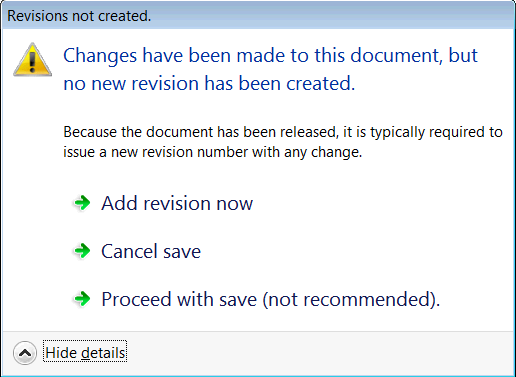 Revisions not created.
Changes have been made to this document, but
no new revision has been created.
Because the document has been released, it is typically required to
issue a new revision number with any change.
Add revision now
Cancel save
Proceed with save (not recommended).
Hide details